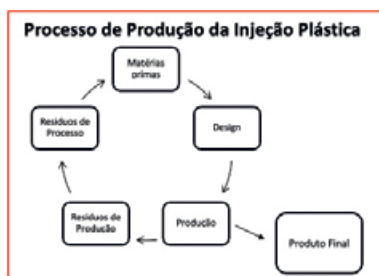 Processo de Produção da Injeção Plástica
Matérias
primas
Resíduos de
Processo
Design
Resíduos de
Produção
Produção
Produto Final